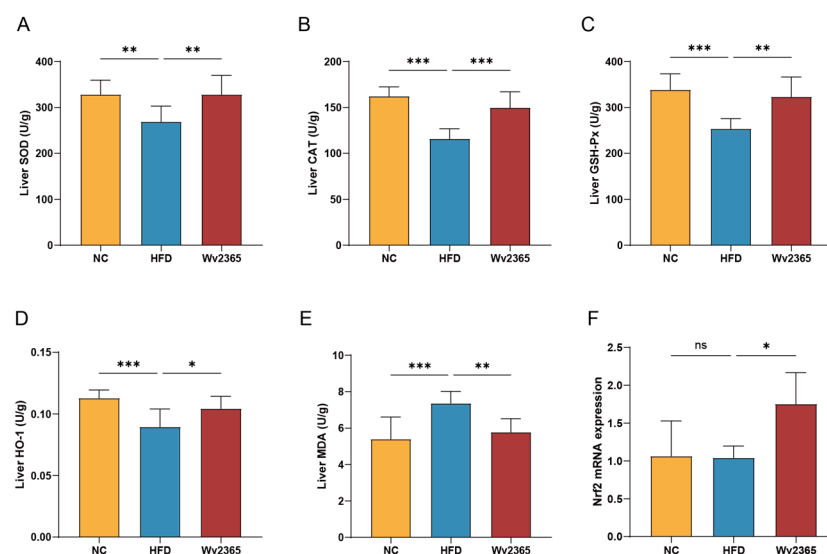 A
** **
400
300
200
100
0
Liver SOD (U/g)
NC HFD Wv2365
B
*** ***
200
150
100
50
0
Liver CAT (U/g)
NC HFD Wv2365
C
*** **
400
300
200
100
0
Liver GSH-Px (U/g)
NC HFD Wv2365
D
*** *
0.15
0.10
0.05
0.00
Liver HO-1 (U/g)
NC HFD Wv2365
E
*** **
10
8
6
4
2
0
Liver MDA (U/g)
NC HFD Wv2365
F
ns *
2.5
2.0
1.5
1.0
0.5
0.0
Nrf2 mRNA expression
NC HFD Wv2365